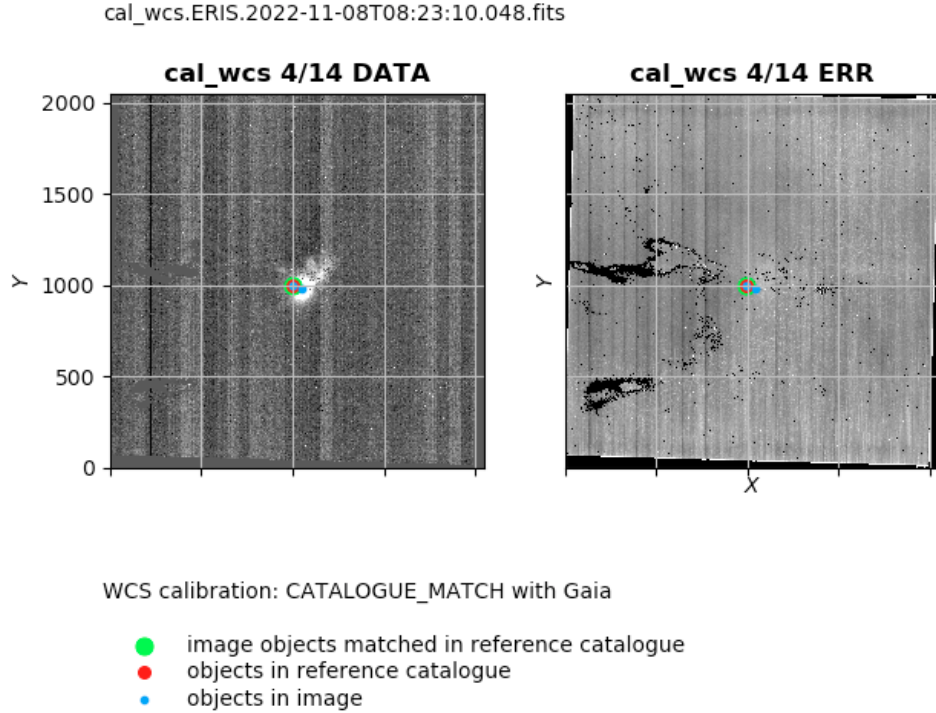 cal_wcs.ERIS.2022-11-08T08:23:10.048.fits
cal_wcs 4/14 DATA
cal_wcs 4/14 ERR
2000
1500
1000
500
0
Y
Y
X
WCS calibration: CATALOGUE_MATCH with Gaia
image objects matched in reference catalogue
objects in reference catalogue
objects in image